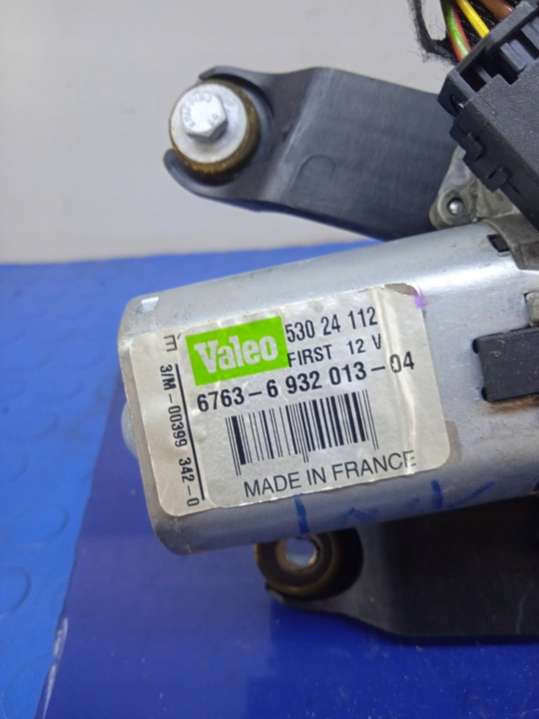 Valeo 530 24 112
FIRST 12 V
6763-6 932 013-04
MADE IN FRANCE
3/M-00399 342-0